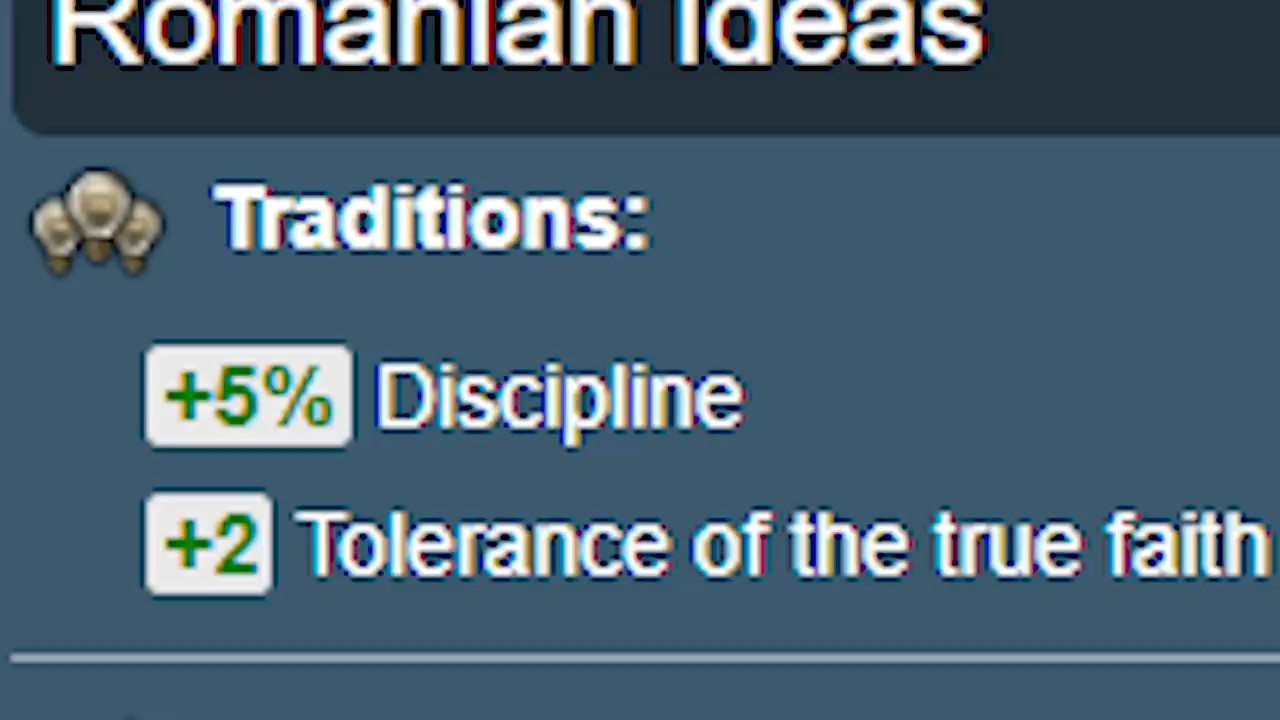 Romanian Ideas
Traditions:
+5% Discipline
+2 Tolerance of the true faith